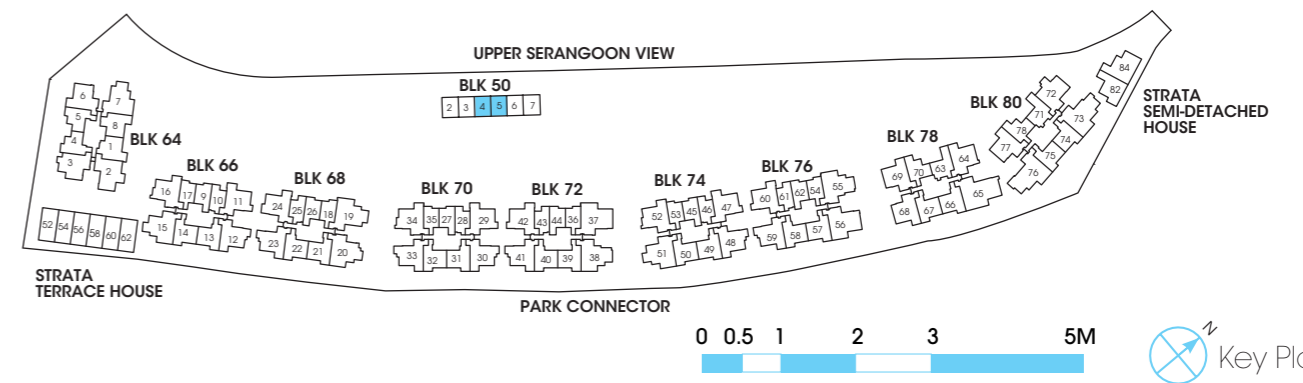 UPPER SERANGOON VIEW
BLK 50
2 3 4 5 6 7
84
82
STRATA
SEMI-DETACHED
HOUSE
BLK 80
72
71
73
78
74
77
75
76
6
7
5
8
4
1
3
2
BLK 64
BLK 66
16 17 9 10 11
15 14 13 12
BLK 68
24 25 26 18 19
23 22 21 20
BLK 70
34 35 27 28 29
33 32 31 30
BLK 72
42 43 44 36 37
41 40 39 38
BLK 74
52 53 45 46 47
51 50 49 48
BLK 76
60 61 62 54 55
59 58 57 56
BLK 78
69 70 63 64
68 67 66 65
52 54 56 58 60 62
STRATA
TERRACE HOUSE
PARK CONNECTOR
0 0.5 1 2 3 5M
N
Key Pla